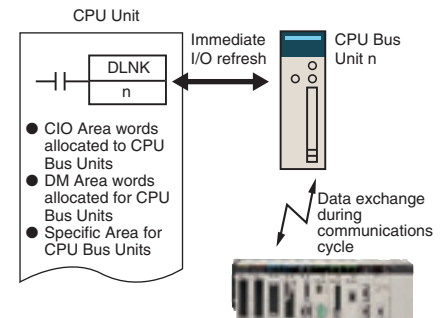 CPU Unit
DLNK
n
● CIO Area words
allocated to CPU
Bus Units
● DM Area words
allocated for CPU
Bus Units
● Specific Area for
CPU Bus Units
Immediate
I/O refresh
CPU Bus
Unit n
Data exchange
during
communications
cycle